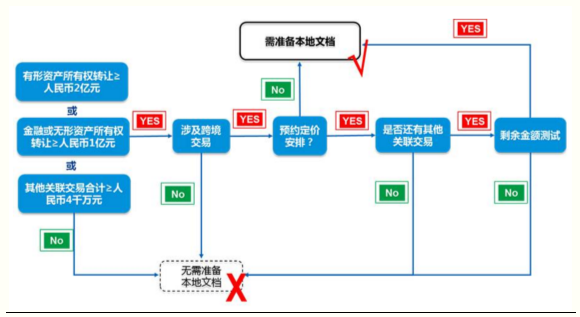 需准备本地文档
YES
有形资产所有权转让≥
人民币2亿元
No
或
金融或无形资产所有权
转让≥人民币1亿元
YES
涉及跨境
交易
YES
预约定价
安排?
YES
是否还有其他
关联交易
YES
剩余金额测试
或
其他关联交易合计≥人
民币4千万元
No
No
No
No
无需准备
本地文档
X